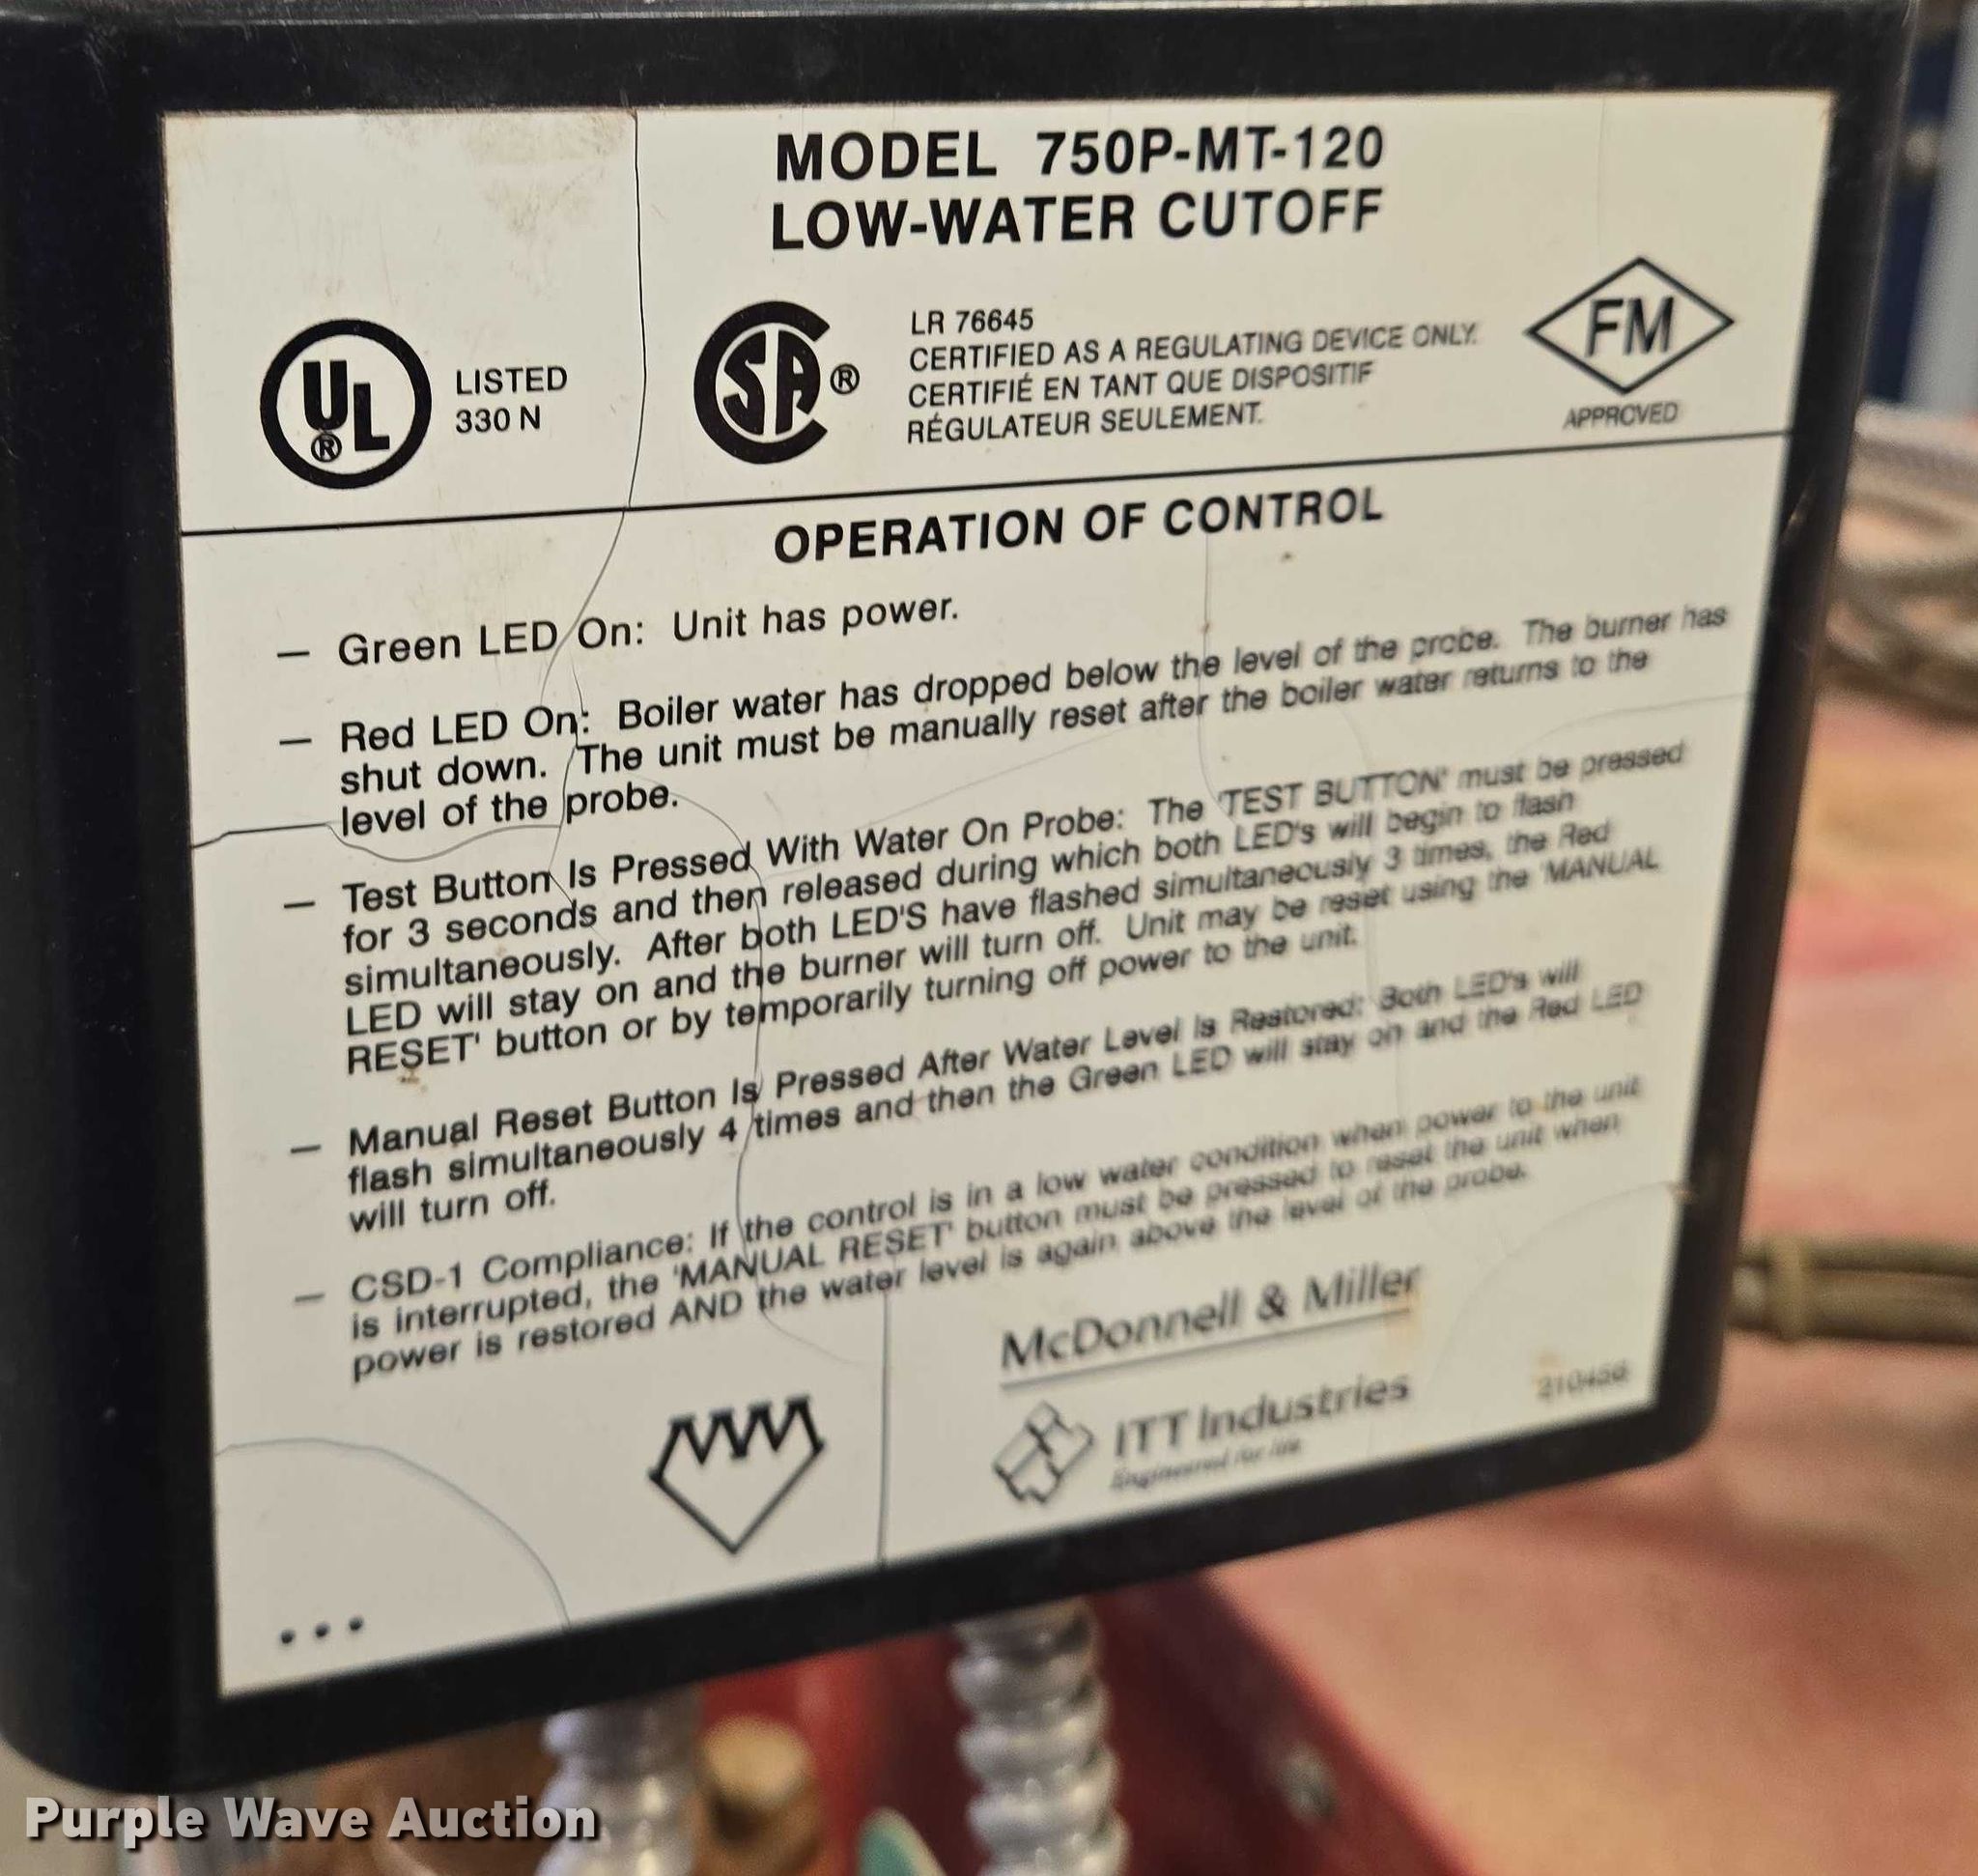 MODEL 750P-MT-120
LOW-WATER CUTOFF
UL ®
LISTED
330 N
SA ®
LR 76645
CERTIFIED AS A REGULATING DEVICE ONLY.
CERTIFIÉ EN TANT QUE DISPOSITIF
RÉGULATEUR SEULEMENT.
FM
APPROVED
OPERATION OF CONTROL
— Green LED On: Unit has power.
— Red LED On: Boiler water has dropped below the level of the probe. The burner has
shut down. The unit must be manually reset after the boiler water returns to the
level of the probe.
— Test Button Is Pressed With Water On Probe: The 'TEST BUTTON' must be pressed
for 3 seconds and then released during which both LED's will begin to flash
simultaneously. After both LED'S have flashed simultaneously 3 times, the Red
LED will stay on and the burner will turn off. Unit may be reset using the 'MANUAL
RESET' button or by temporarily turning off power to the unit.
— Manual Reset Button Is Pressed After Water Level Is Restored: Both LED's will
flash simultaneously 4 times and then the Green LED will stay on and the Red LED
will turn off.
— CSD-1 Compliance: If the control is in a low water condition when power to the unit
is interrupted, the 'MANUAL RESET' button must be pressed to reset the unit when
power is restored AND the water level is again above the level of the probe.
McDonnell & Miller
ITT Industries
Engineered for life
210456
Purple Wave Auction